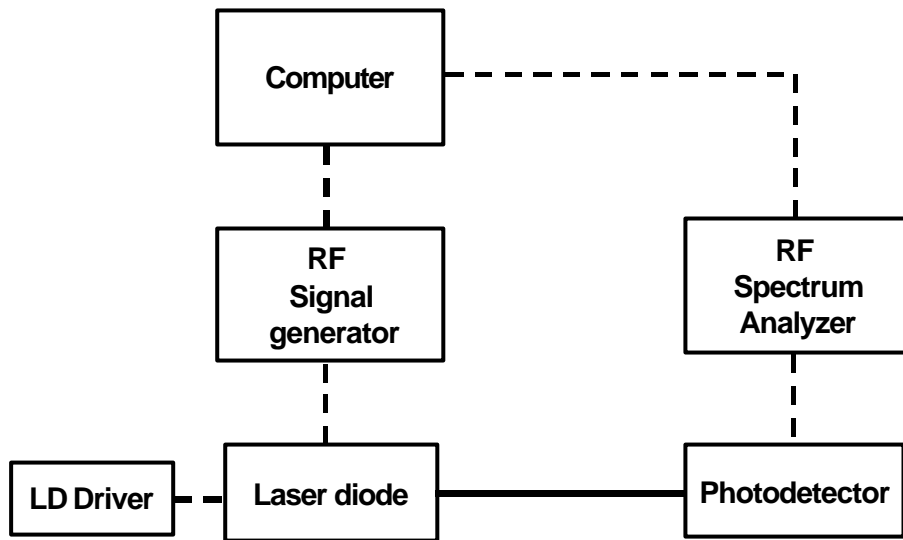 Computer
RF
Signal
generator
RF
Spectrum
Analyzer
LD Driver
Laser diode
Photodetector